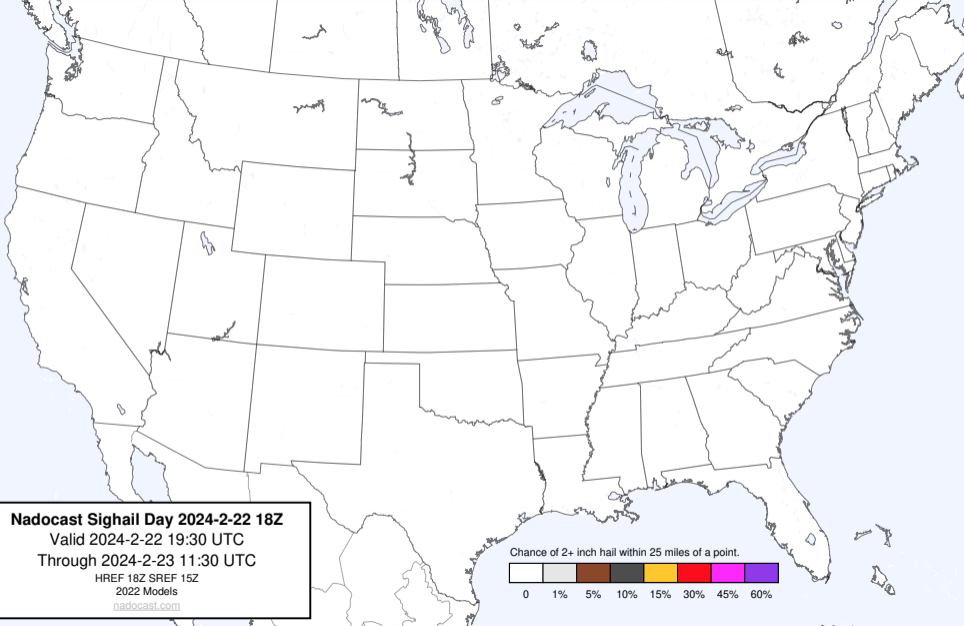 Nadocast Sighail Day 2024-2-22 18Z
Valid 2024-2-22 19:30 UTC
Through 2024-2-23 11:30 UTC
HREF 18Z SREF 15Z
2022 Models
nadocast.com
Chance of 2+ inch hail within 25 miles of a point.
0 1% 5% 10% 15% 30% 45% 60%